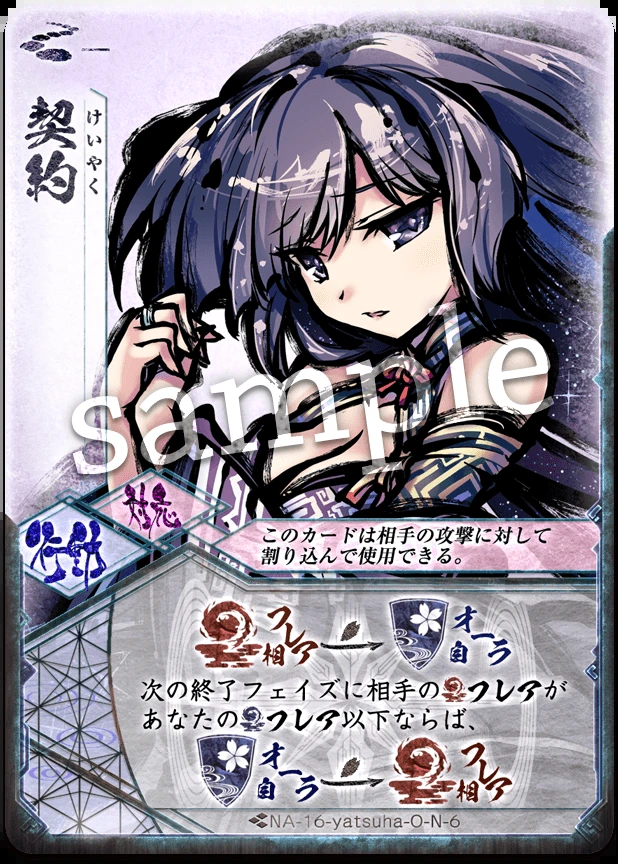 契約
けいやく
sample
対応
行動
このカードは相手の攻撃に対して
割り込んで使用できる。
相フレア → 自オーラ
次の終了フェイズに相手のフレアが
あなたのフレア以下ならば、
自オーラ → 相フレア
NA-16-yatsuha-O-N-6